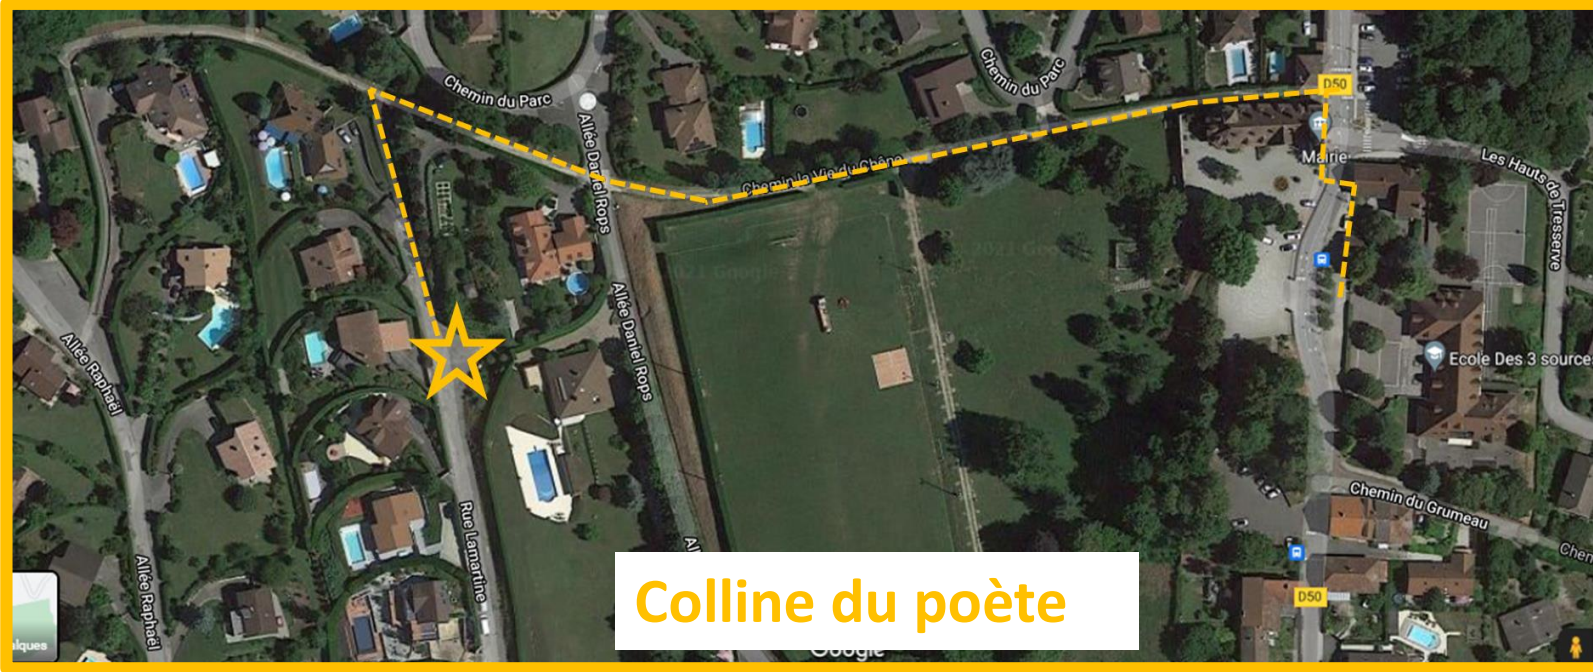 Chemin du Parc
Chemin du Parc
D50
Allée Daniel Rops
Chemin la Vie du Chêne
Mairie
Les Hauts de Tresserve
2021 Google
Allée Daniel Rops
Allée Raphaël
Ecole Des 3 source
Rue Lamartine
Chemin du Grumeau
Allée Raphaël
D50
Colline du poète
Google